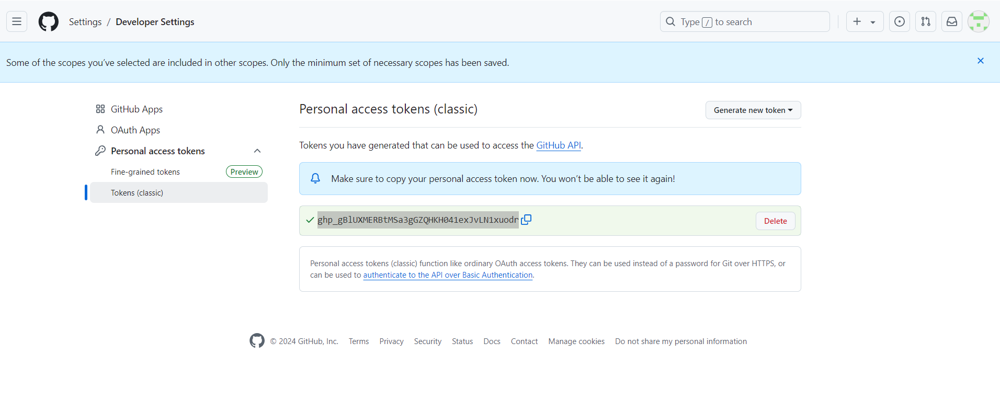 Settings / Developer Settings
Type / to search
Some of the scopes you’ve selected are included in other scopes. Only the minimum set of necessary scopes has been saved.
GitHub Apps
OAuth Apps
Personal access tokens
Fine-grained tokens Preview
Tokens (classic)
Personal access tokens (classic)
Generate new token
Tokens you have generated that can be used to access the GitHub API.
Make sure to copy your personal access token now. You won’t be able to see it again!
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
Delete
Personal access tokens (classic) function like ordinary OAuth access tokens. They can be used instead of a password for Git over HTTPS, or
can be used to authenticate to the API over Basic Authentication.
© 2024 GitHub, Inc. Terms Privacy Security Status Docs Contact Manage cookies Do not share my personal information